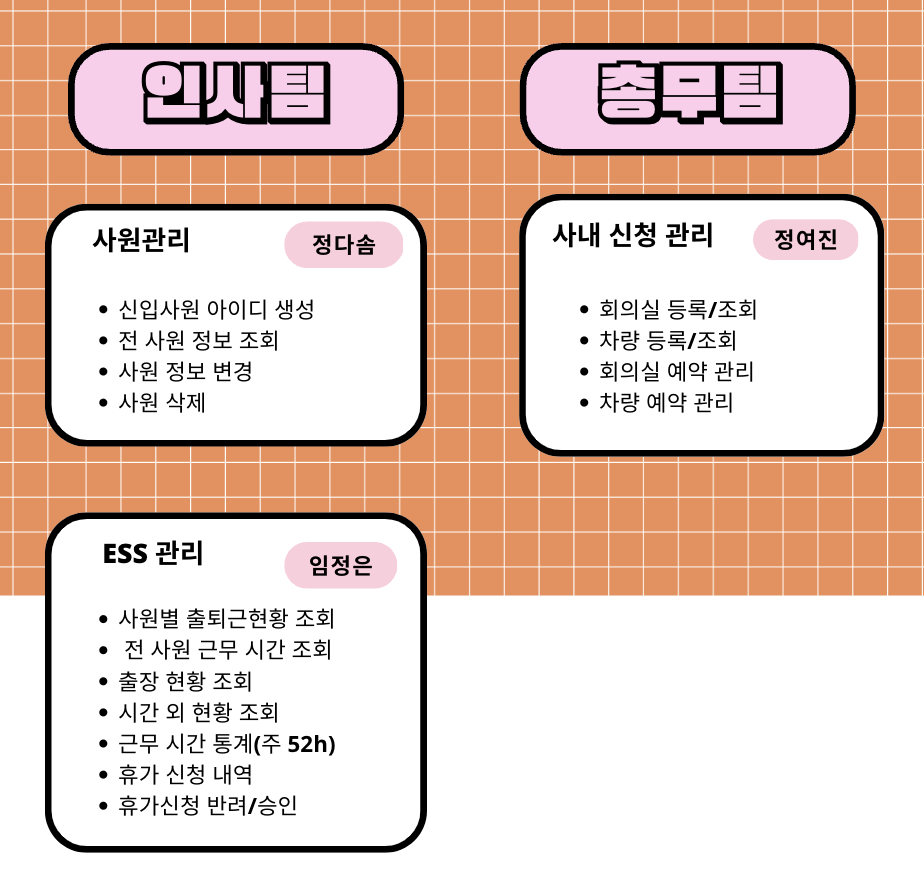 인사팀
사원관리
정다솜
• 신입사원 아이디 생성
• 전 사원 정보 조회
• 사원 정보 변경
• 사원 삭제
ESS 관리
임정은
• 사원별 출퇴근현황 조회
• 전 사원 근무 시간 조회
• 출장 현황 조회
• 시간 외 현황 조회
• 근무 시간 통계(주 52h)
• 휴가 신청 내역
• 휴가신청 반려/승인
총무팀
사내 신청 관리
정여진
• 회의실 등록/조회
• 차량 등록/조회
• 회의실 예약 관리
• 차량 예약 관리